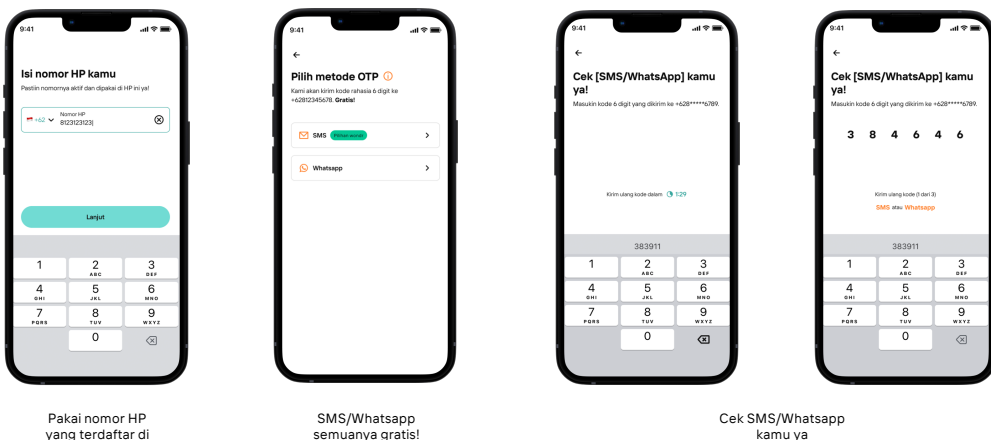 9:41
Isi nomor HP kamu
Pastiin nomornya aktif dan dipakai di HP ini ya!
+62
Nomor HP
8123123123
Lanjut
1
2
ABC
3
DEF
4
GHI
5
JKL
6
MNO
7
PQRS
8
TUV
9
WXYZ
0
Pakai nomor HP
yang terdaftar di
9:41
Pilih metode OTP
Kami akan kirim kode rahasia 6 digit ke
+62812345678. Gratis!
SMS
Whatsapp
SMS/Whatsapp
semuanya gratis!
9:41
Cek [SMS/WhatsApp] kamu
ya!
Masukin kode 6 digit yang dikirim ke +628*****6789.
Kirim ulang kode dalam 1:29
383911
1
2
ABC
3
DEF
4
GHI
5
JKL
6
MNO
7
PQRS
8
TUV
9
WXYZ
0
9:41
Cek [SMS/WhatsApp] kamu
ya!
Masukin kode 6 digit yang dikirim ke +628*****6789.
3 8 4 6 4 6
Kirim ulang kode (1 dari 3)
SMS atau Whatsapp
383911
1
2
ABC
3
DEF
4
GHI
5
JKL
6
MNO
7
PQRS
8
TUV
9
WXYZ
0
Cek SMS/Whatsapp
kamu ya